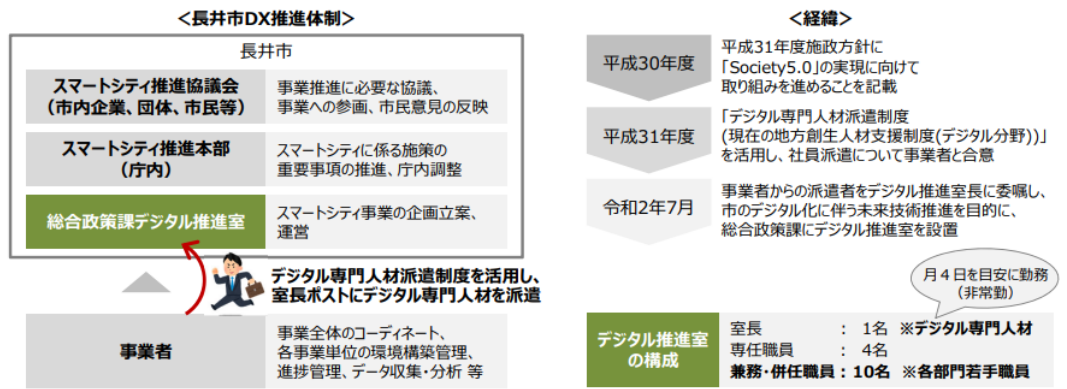 ＜長井市DX推進体制＞
長井市
スマートシティ推進協議会
（市内企業、団体、市民等）
事業推進に必要な協議、
事業への参画、市民意見の反映
スマートシティ推進本部
（庁内）
スマートシティに係る施策の
重要事項の推進、庁内調整
総合政策課デジタル推進室
スマートシティ事業の企画立案、
運営
デジタル専門人材派遣制度を活用し、
室長ポストにデジタル専門人材を派遣
事業者
事業全体のコーディネート、
各事業単位の環境構築管理、
進捗管理、データ収集・分析 等
＜経緯＞
平成30年度
平成31年度施政方針に
「Society5.0」の実現に向けて
取り組みを進めることを記載
平成31年度
「デジタル専門人材派遣制度
(現在の地方創生人材支援制度(デジタル分野))」
を活用し、社員派遣について事業者と合意
令和2年7月
事業者からの派遣者をデジタル推進室長に委嘱し、
市のデジタル化に伴う未来技術推進を目的に、
総合政策課にデジタル推進室を設置
月４日を目安に勤務
（非常勤）
デジタル推進室
の構成
室長 ： 1名 ※デジタル専門人材
専任職員 ： 4名
兼務・併任職員：10名 ※各部門若手職員